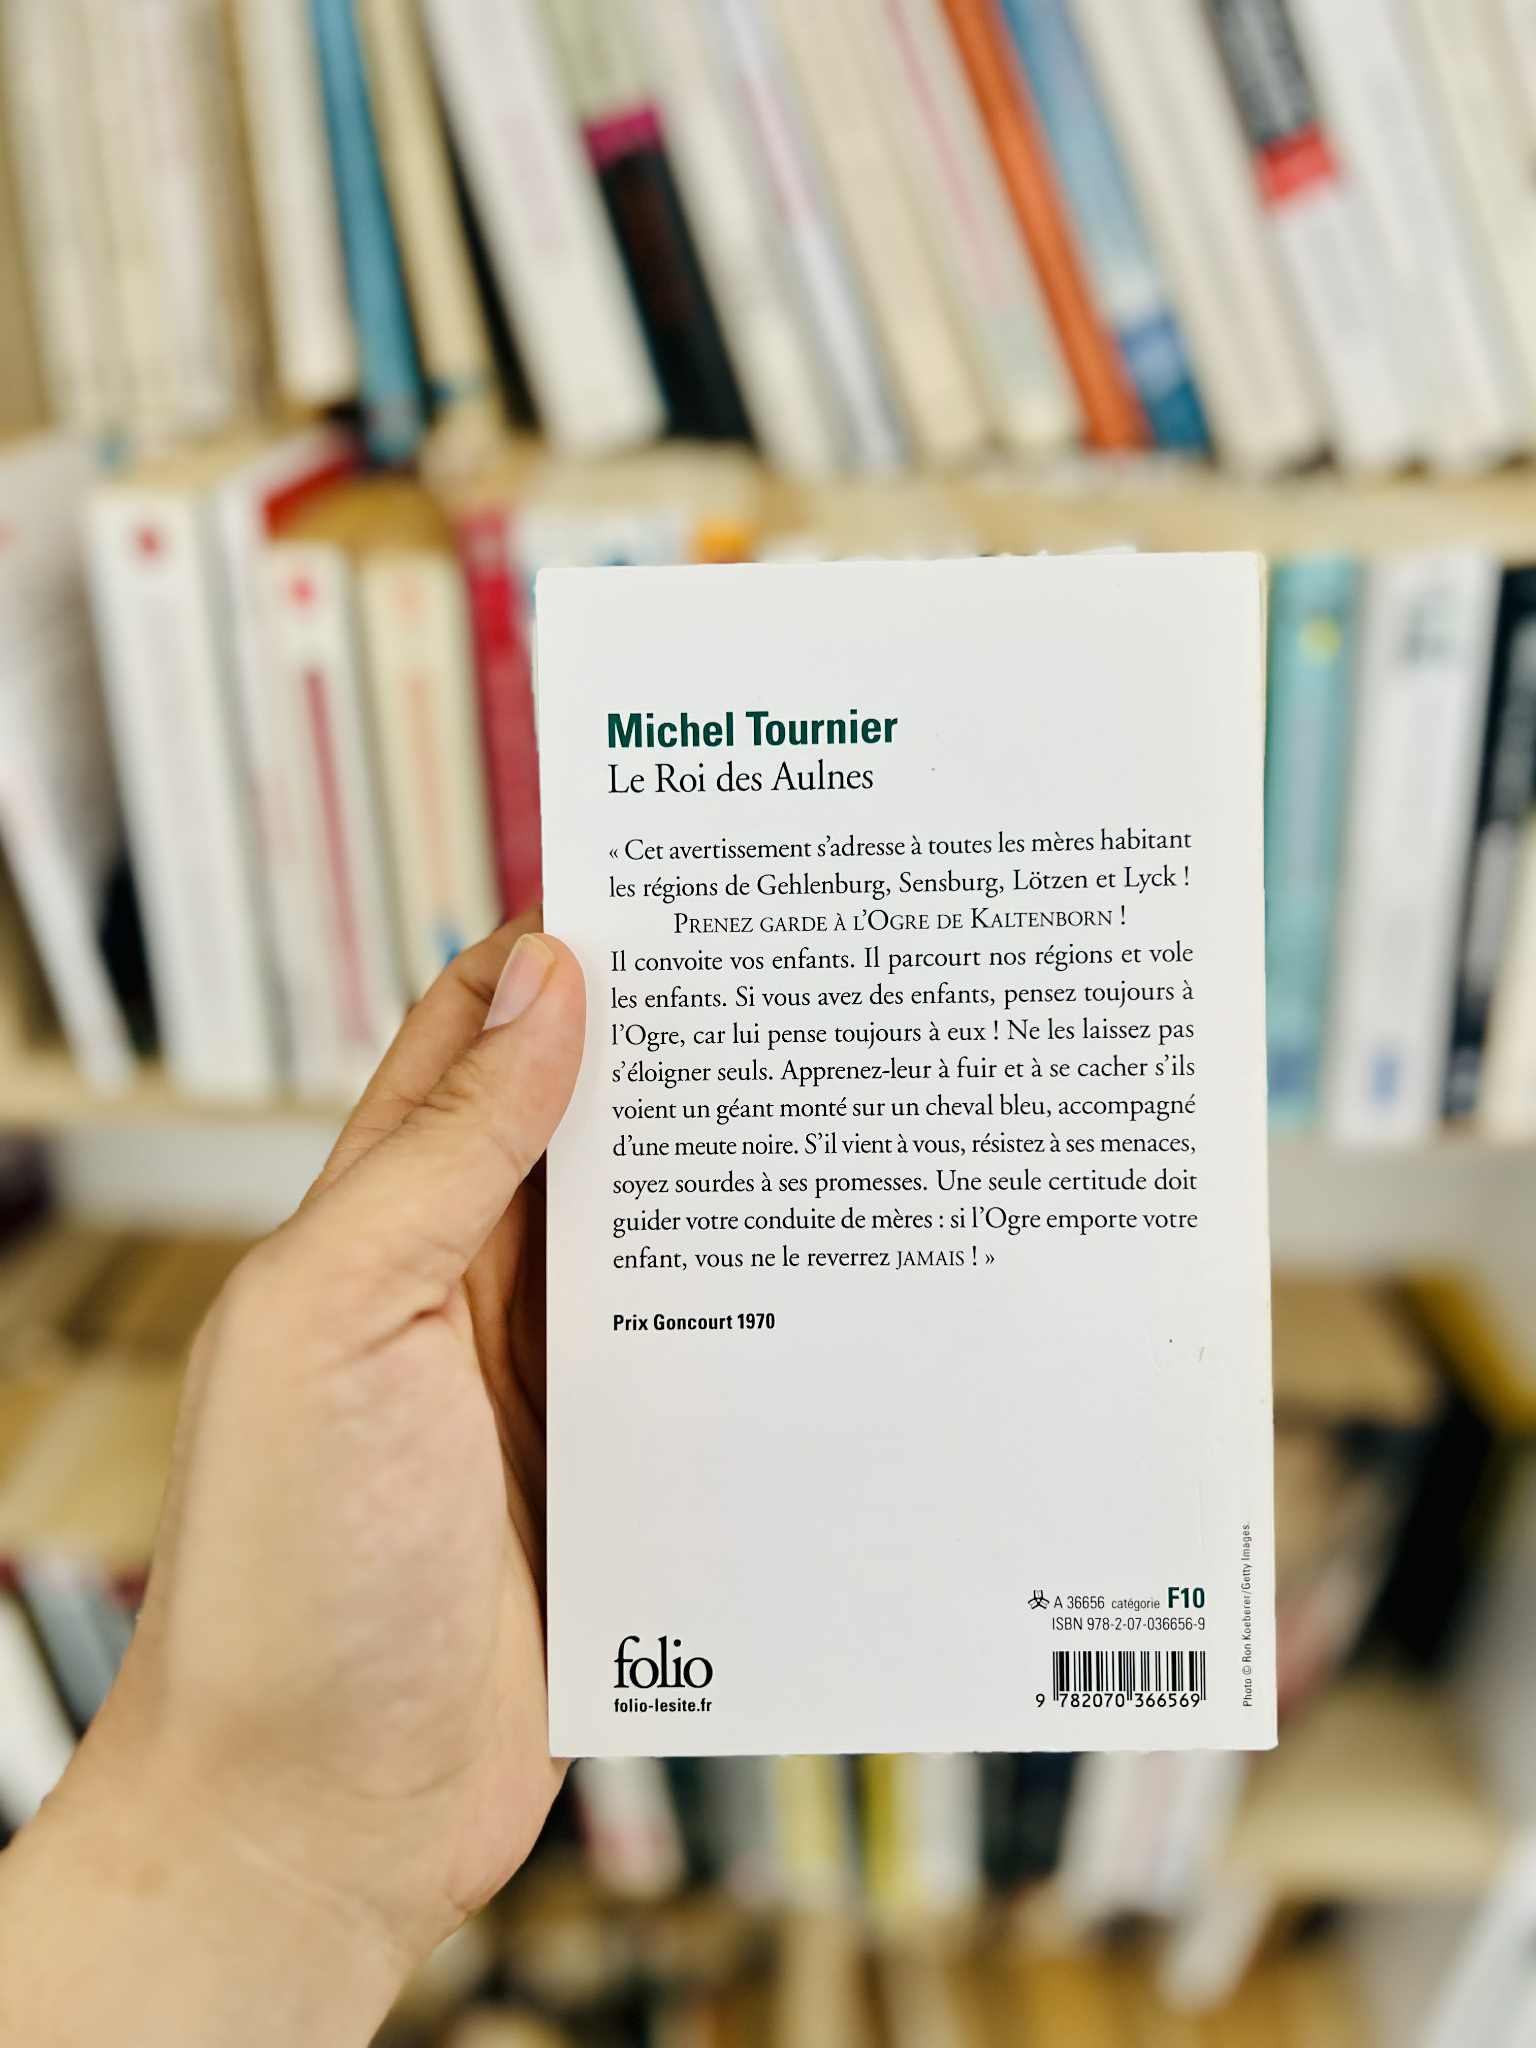 Michel Tournier
Le Roi des Aulnes
« Cet avertissement s’adresse à toutes les mères habitant
les régions de Gehlenburg, Sensburg, Lötzen et Lyck !
PRENEZ GARDE À L’OGRE DE KALTENBORN !
Il convoite vos enfants. Il parcourt nos régions et vole
les enfants. Si vous avez des enfants, pensez toujours à
l’Ogre, car lui pense toujours à eux ! Ne les laissez pas
s’éloigner seuls. Apprenez-leur à fuir et à se cacher s’ils
voient un géant monté sur un cheval bleu, accompagné
d’une meute noire. S’il vient à vous, résistez à ses menaces,
soyez sourdes à ses promesses. Une seule certitude doit
guider votre conduite de mères : si l’Ogre emporte votre
enfant, vous ne le reverrez JAMAIS ! »
Prix Goncourt 1970
A 36656 catégorie F10
ISBN 978-2-07-036656-9
9 782070 366569
folio
folio-lesite.fr
Photo © Ron Koeberer/Getty Images.